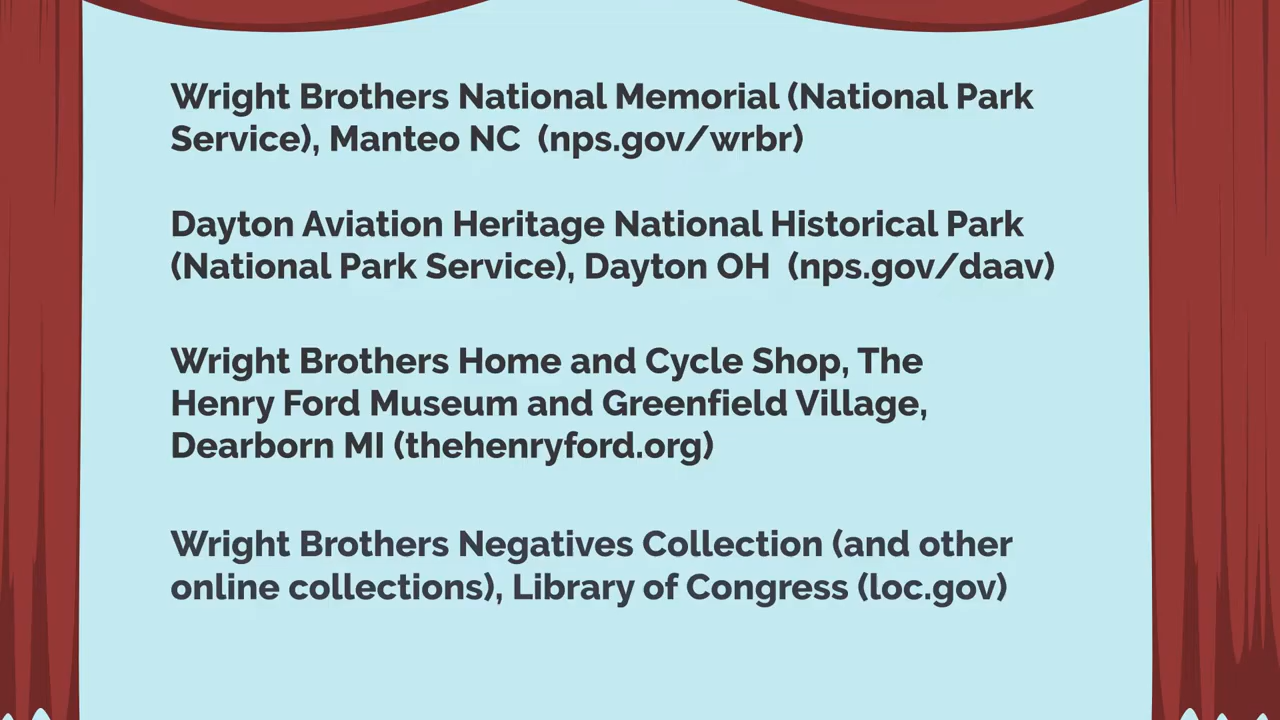 Wright Brothers National Memorial (National Park
Service), Manteo NC  (nps.gov/wrbr)
Dayton Aviation Heritage National Historical Park
(National Park Service), Dayton OH  (nps.gov/daav)
Wright Brothers Home and Cycle Shop, The
Henry Ford Museum and Greenfield Village,
Dearborn MI (thehenryford.org)
Wright Brothers Negatives Collection (and other
online collections), Library of Congress (loc.gov)